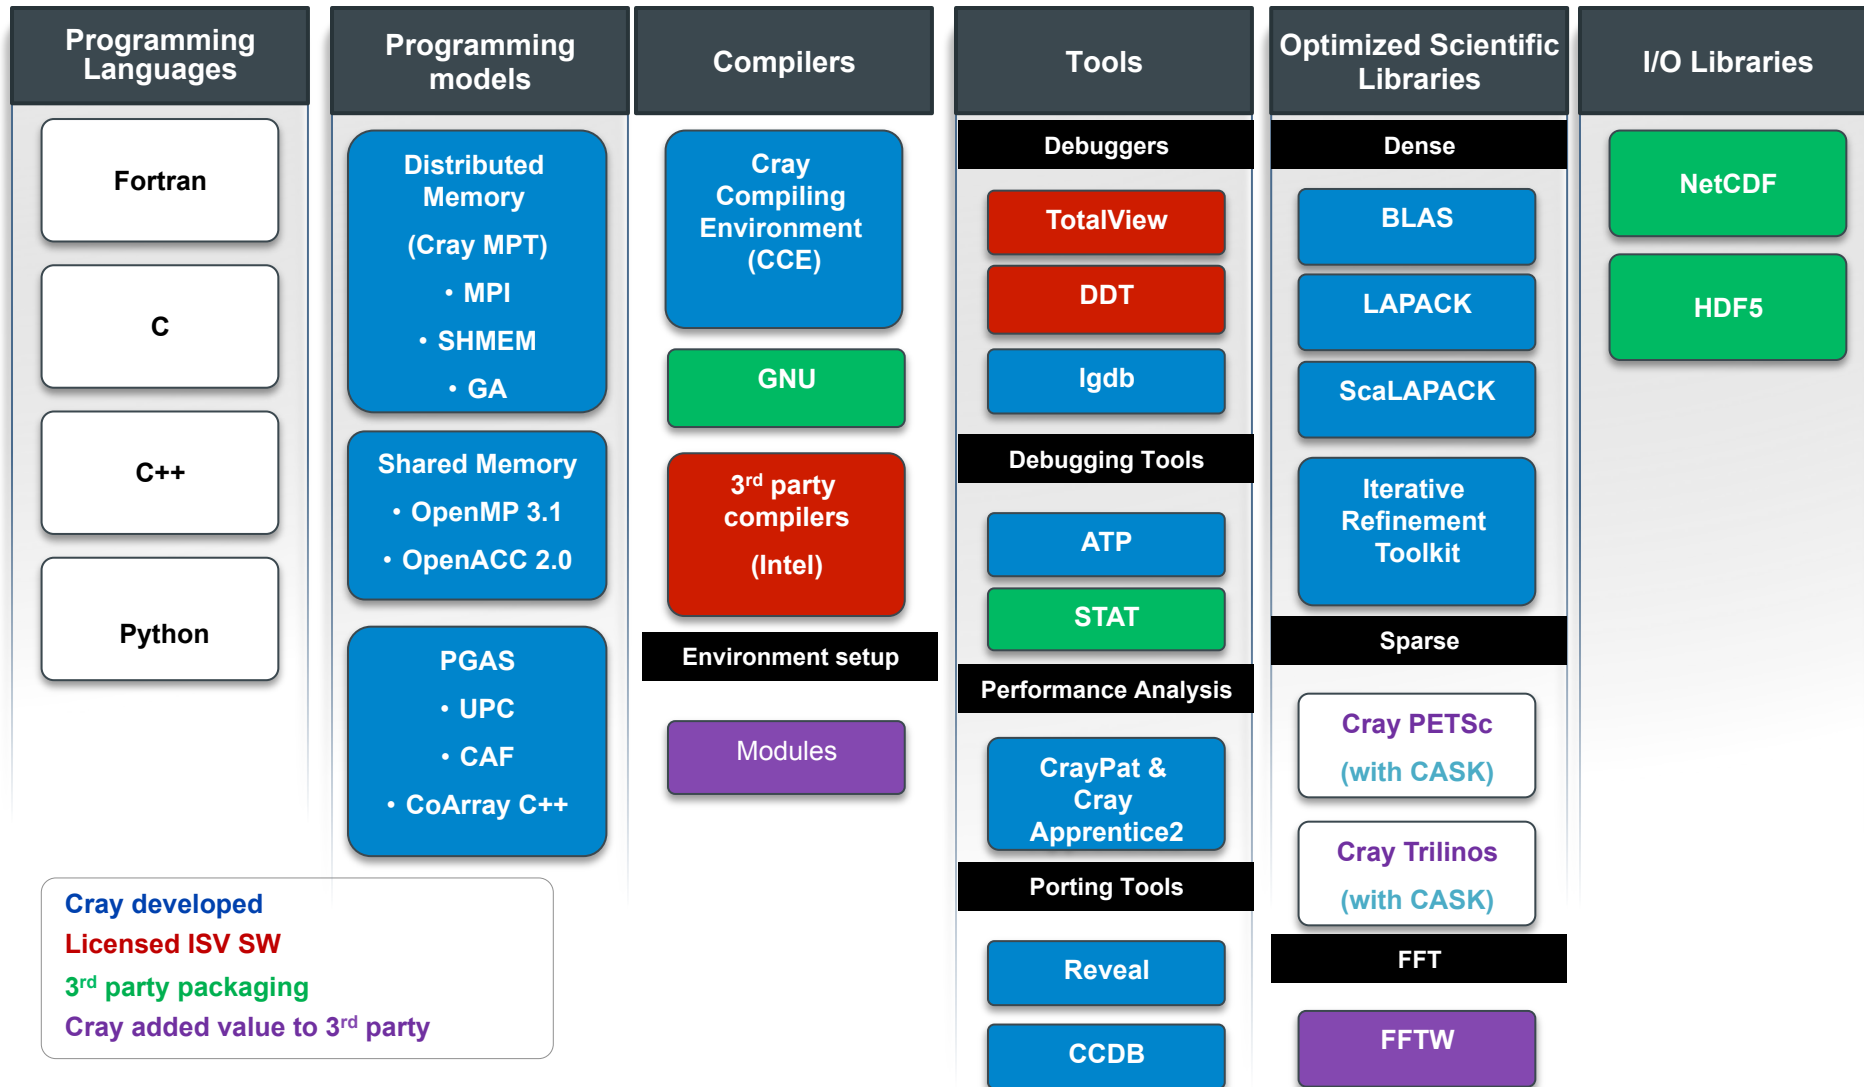 Programming
Languages
Fortran
C
C++
Python
Programming
models
Distributed
Memory
(Cray MPT)
• MPI
• SHMEM
• GA
Shared Memory
• OpenMP 3.1
• OpenACC 2.0
PGAS
• UPC
• CAF
• CoArray C++
Compilers
Cray
Compiling
Environment
(CCE)
GNU
3rd party
compilers
(Intel)
Environment setup
Modules
Tools
Debuggers
TotalView
DDT
lgdb
Debugging Tools
ATP
STAT
Performance Analysis
CrayPat &
Cray
Apprentice2
Porting Tools
Reveal
CCDB
Optimized Scientific
Libraries
Dense
BLAS
LAPACK
ScaLAPACK
Iterative
Refinement
Toolkit
Sparse
Cray PETSc
(with CASK)
Cray Trilinos
(with CASK)
FFT
FFTW
I/O Libraries
NetCDF
HDF5
Cray developed
Licensed ISV SW
3rd party packaging
Cray added value to 3rd party